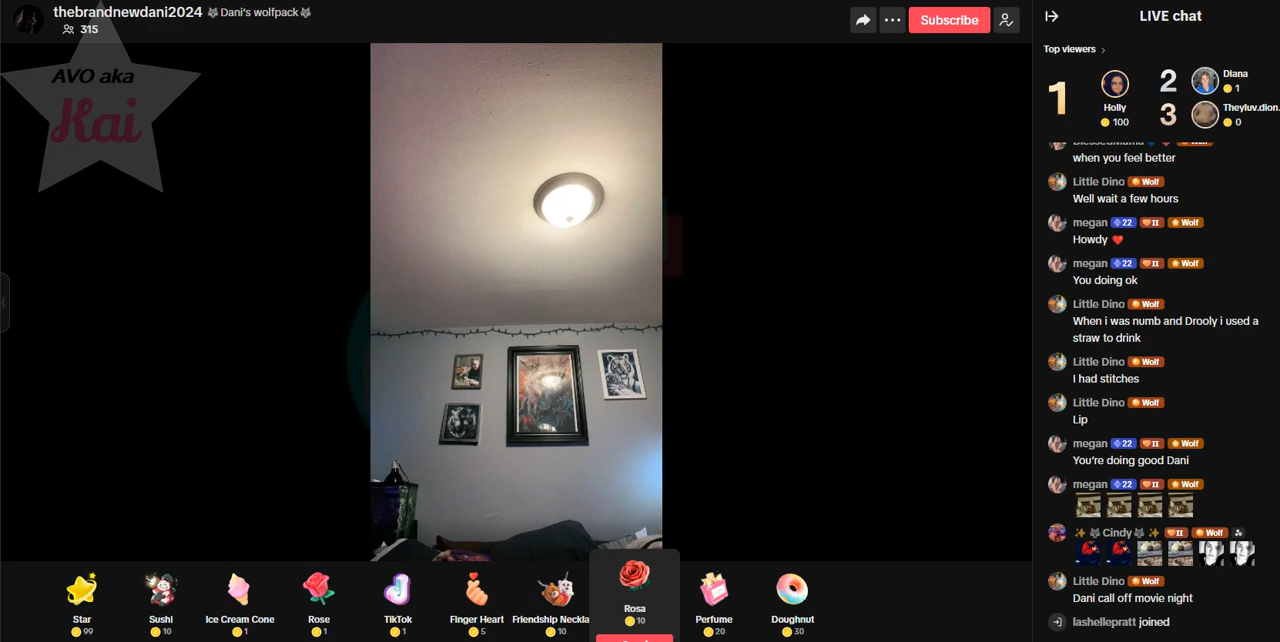 thebrandnewdani2024 🐺Dani's wolfpack🐺
315
Subscribe
AVO aka
Kai
LIVE chat
Top viewers
1
Holly
100
2
Diana
1
3
Theyluv.dion.
0
when you feel better
Little Dino Wolf
Well wait a few hours
megan 22 II Wolf
Howdy ❤️
megan 22 II Wolf
You doing ok
Little Dino Wolf
When i was numb and Drooly i used a
straw to drink
Little Dino Wolf
I had stitches
Little Dino Wolf
Lip
megan 22 II Wolf
You're doing good Dani
megan 22 II Wolf
✨🐺Cindy🐺✨ II Wolf
Little Dino Wolf
Dani call off movie night
lashellepratt joined
Star
99
Sushi
10
Ice Cream Cone
1
Rose
1
TikTok
1
Finger Heart
5
Friendship Neckla
10
Rosa
10
Perfume
20
Doughnut
30